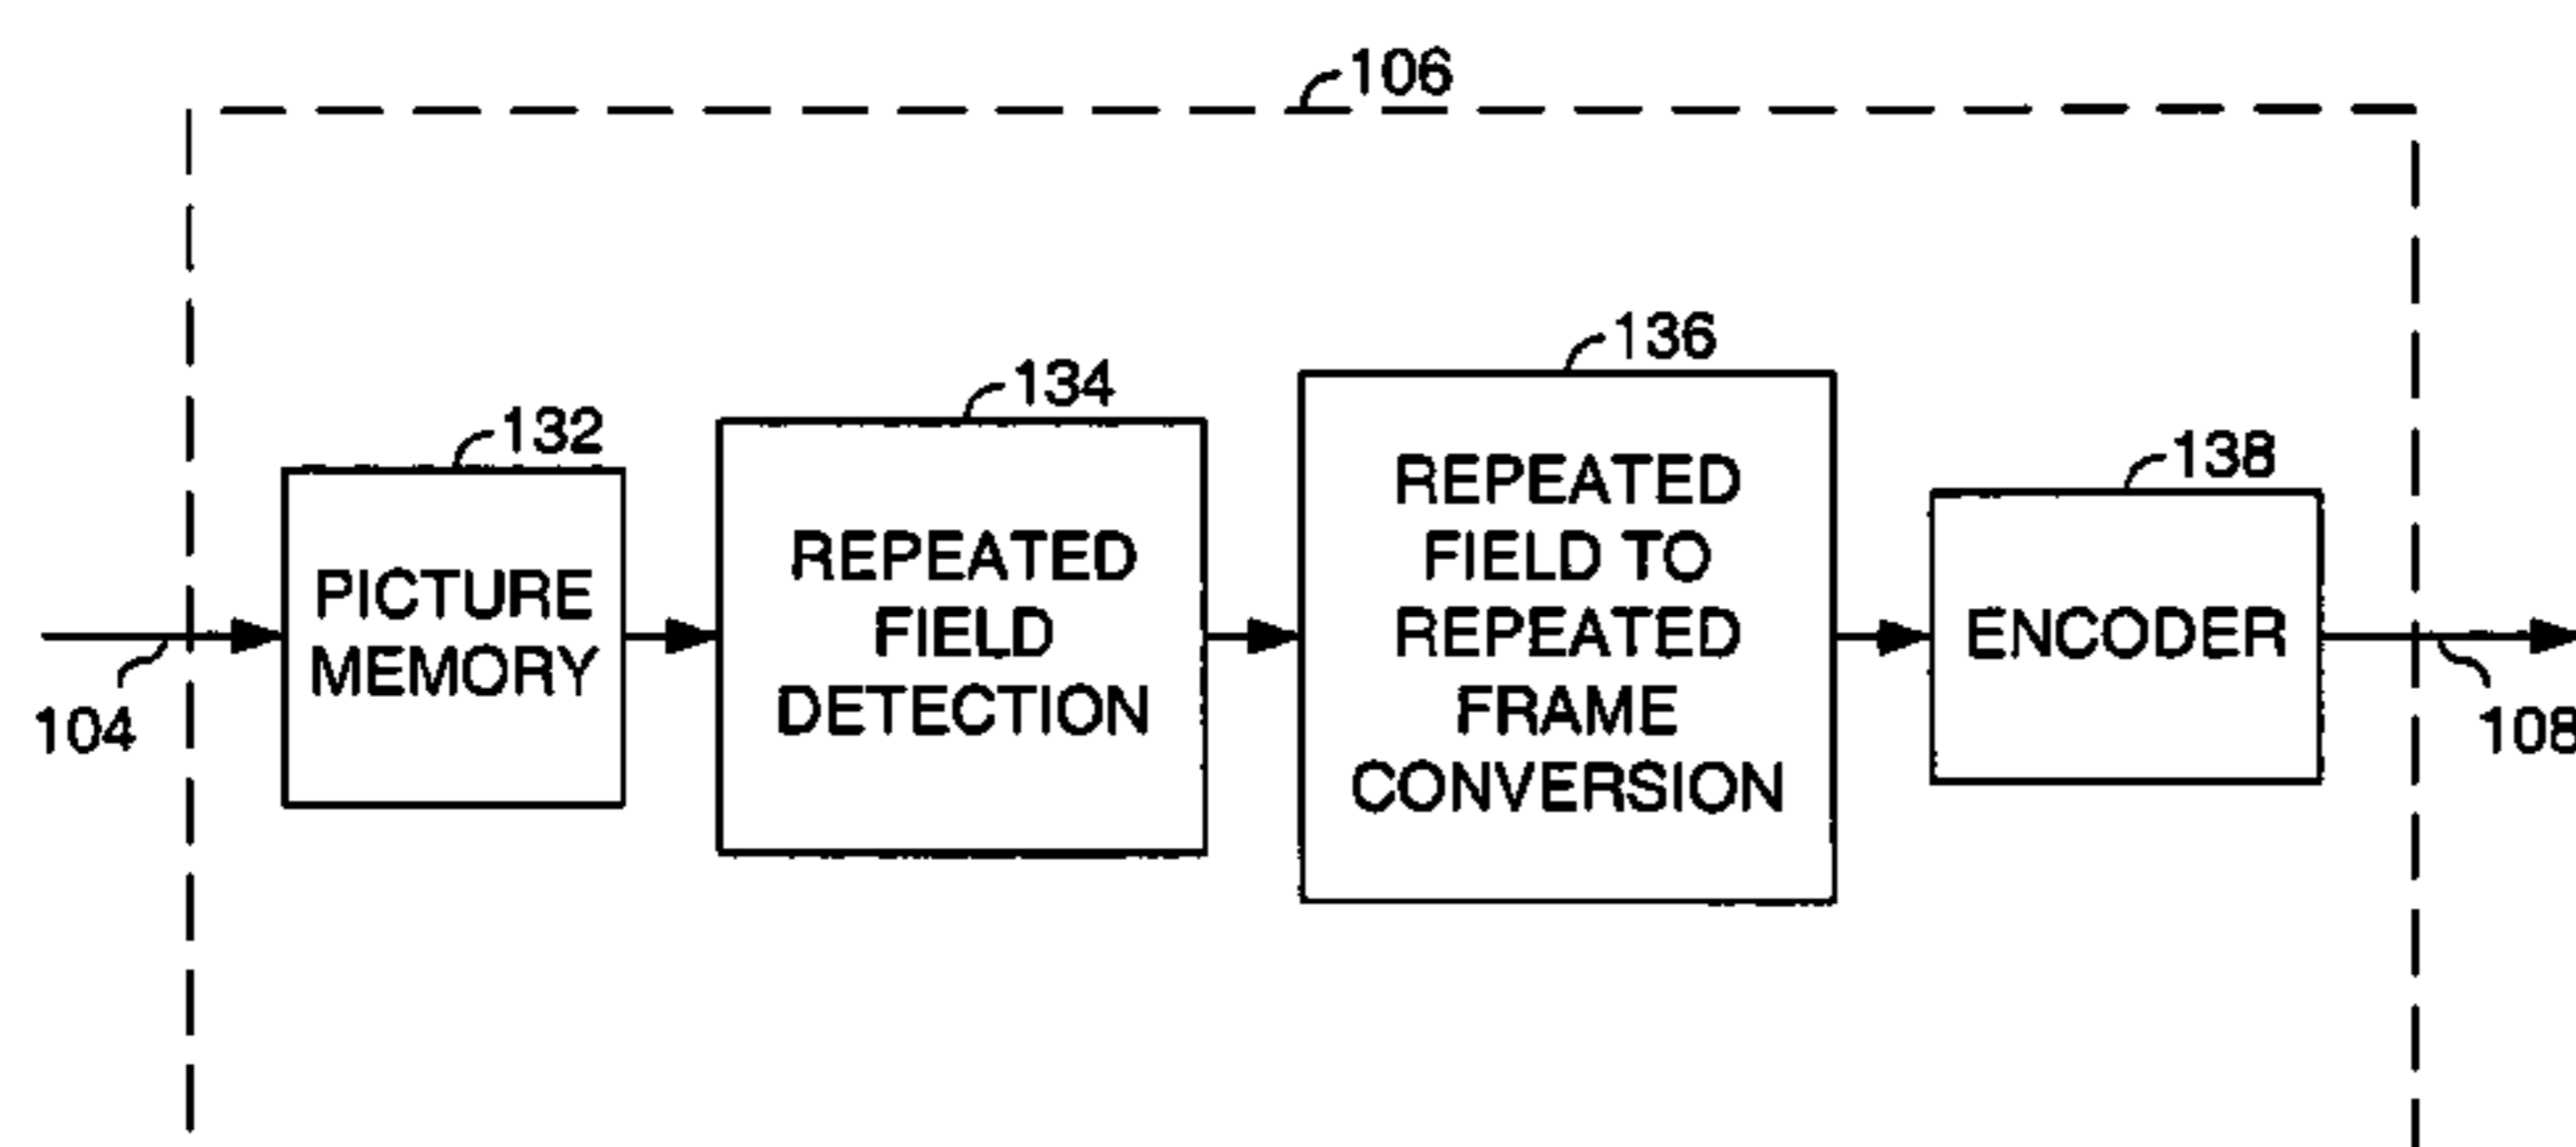 106
132
PICTURE
MEMORY
134
REPEATED
FIELD
DETECTION
136
REPEATED
FIELD TO
REPEATED
FRAME
CONVERSION
138
ENCODER
104
108